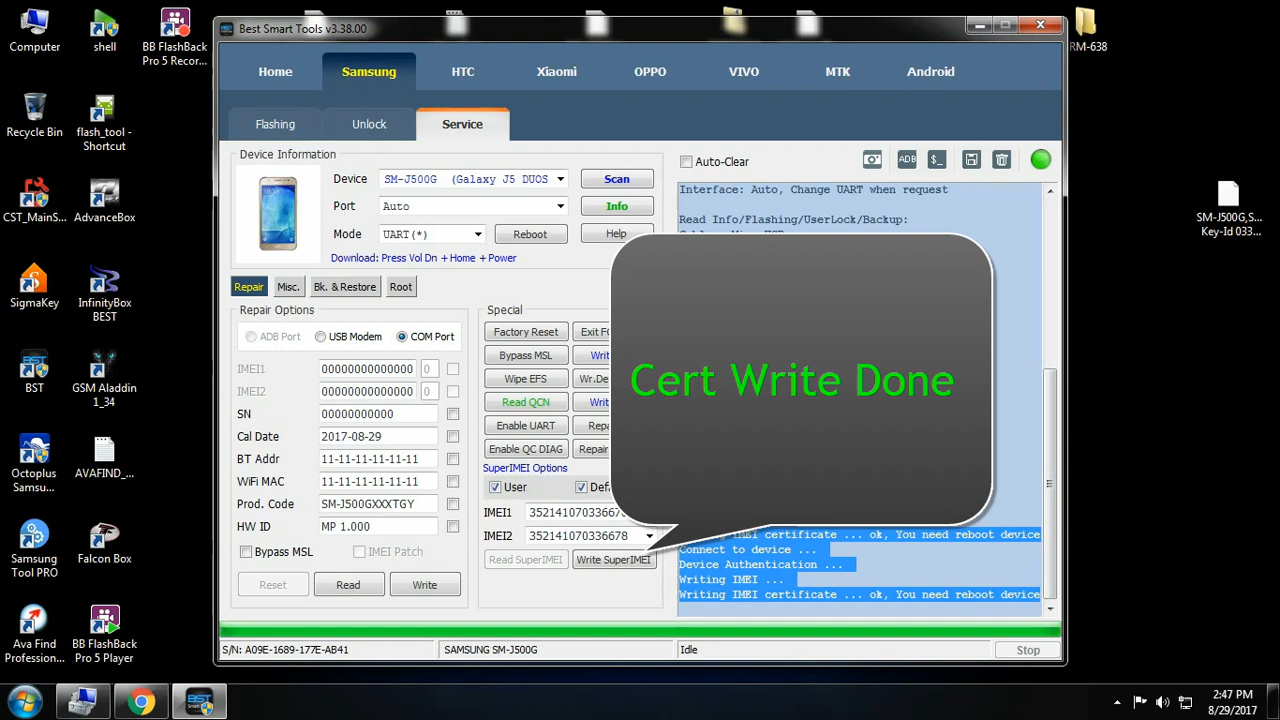 Computer
shell
BB FlashBack
Pro 5 Recor...
Recycle Bin
flash_tool -
Shortcut
CST_MainS...
AdvanceBox
SigmaKey
InfinityBox
BEST
BST
GSM Aladdin
1_34
Octoplus
Samsu...
AVAFIND_...
Samsung
Tool PRO
Falcon Box
Ava Find
Profession...
BB FlashBack
Pro 5 Player
RM-638
SM-J500G,S...
Key-Id 033...
Best Smart Tools v3.38.00
Home
Samsung
HTC
Xiaomi
OPPO
VIVO
MTK
Android
Flashing
Unlock
Service
Device Information
Device
SM-J500G (Galaxy J5 DUOS
Scan
Port
Auto
Info
Mode
UART(*)
Reboot
Help
Download: Press Vol Dn + Home + Power
Repair
Misc.
Bk. & Restore
Root
Repair Options
ADB Port
USB Modem
COM Port
IMEI1
00000000000000
0
IMEI2
00000000000000
0
SN
00000000000
Cal Date
2017-08-29
BT Addr
11-11-11-11-11-11
WiFi MAC
11-11-11-11-11-11
Prod. Code
SM-J500GXXXTGY
HW ID
MP 1.000
Bypass MSL
IMEI Patch
Reset
Read
Write
Special
Factory Reset
Bypass MSL
Wipe EFS
Wr.De
Read QCN
Enable UART
Enable QC DIAG
Repair
SuperIMEI Options
User
IMEI1
IMEI2
352141070336678
Read SuperIMEI
Write SuperIMEI
Auto-Clear
ADB
$_
Interface: Auto, Change UART when request
Read Info/Flashing/UserLock/Backup:
Cert Write Done
certificate ... ok, You need reboot device
Connect to device ...
Device Authentication ...
Writing IMEI ...
Writing IMEI certificate ... ok, You need reboot device
S/N: A09E-1689-177E-AB41
SAMSUNG SM-J500G
Idle
Stop
BST
Smart
2:47 PM
8/29/2017